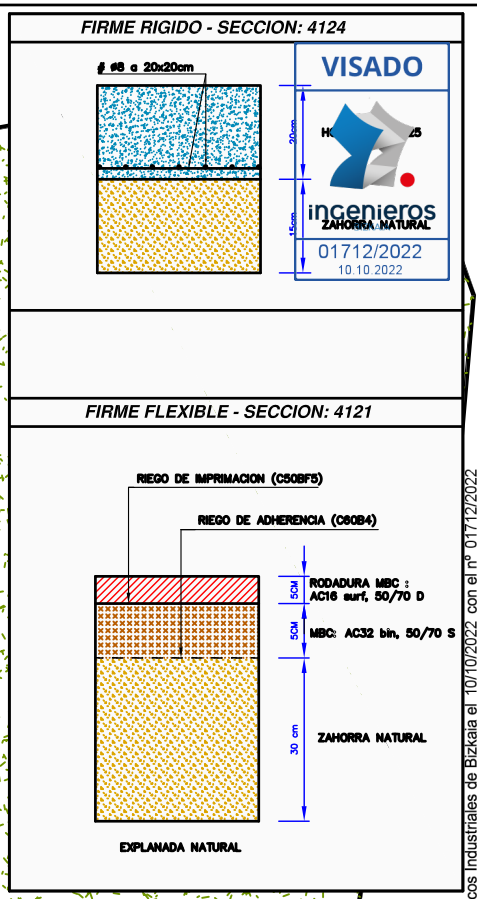 FIRME RIGIDO - SECCION: 4124
# ø8 a 20x20cm
20cm
15cm
VISADO
ingenieros
ZAHORRA NATURAL
01712/2022
10.10.2022
FIRME FLEXIBLE - SECCION: 4121
RIEGO DE IMPRIMACION (C50BF5)
RIEGO DE ADHERENCIA (C60B4)
5CM
RODADURA MBC :
AC16 surf, 50/70 D
5CM
MBC: AC32 bin, 50/70 S
30 cm
ZAHORRA NATURAL
EXPLANADA NATURAL
cos Industriales de Bizkaia el 10/10/2022 con el nº 01712/2022